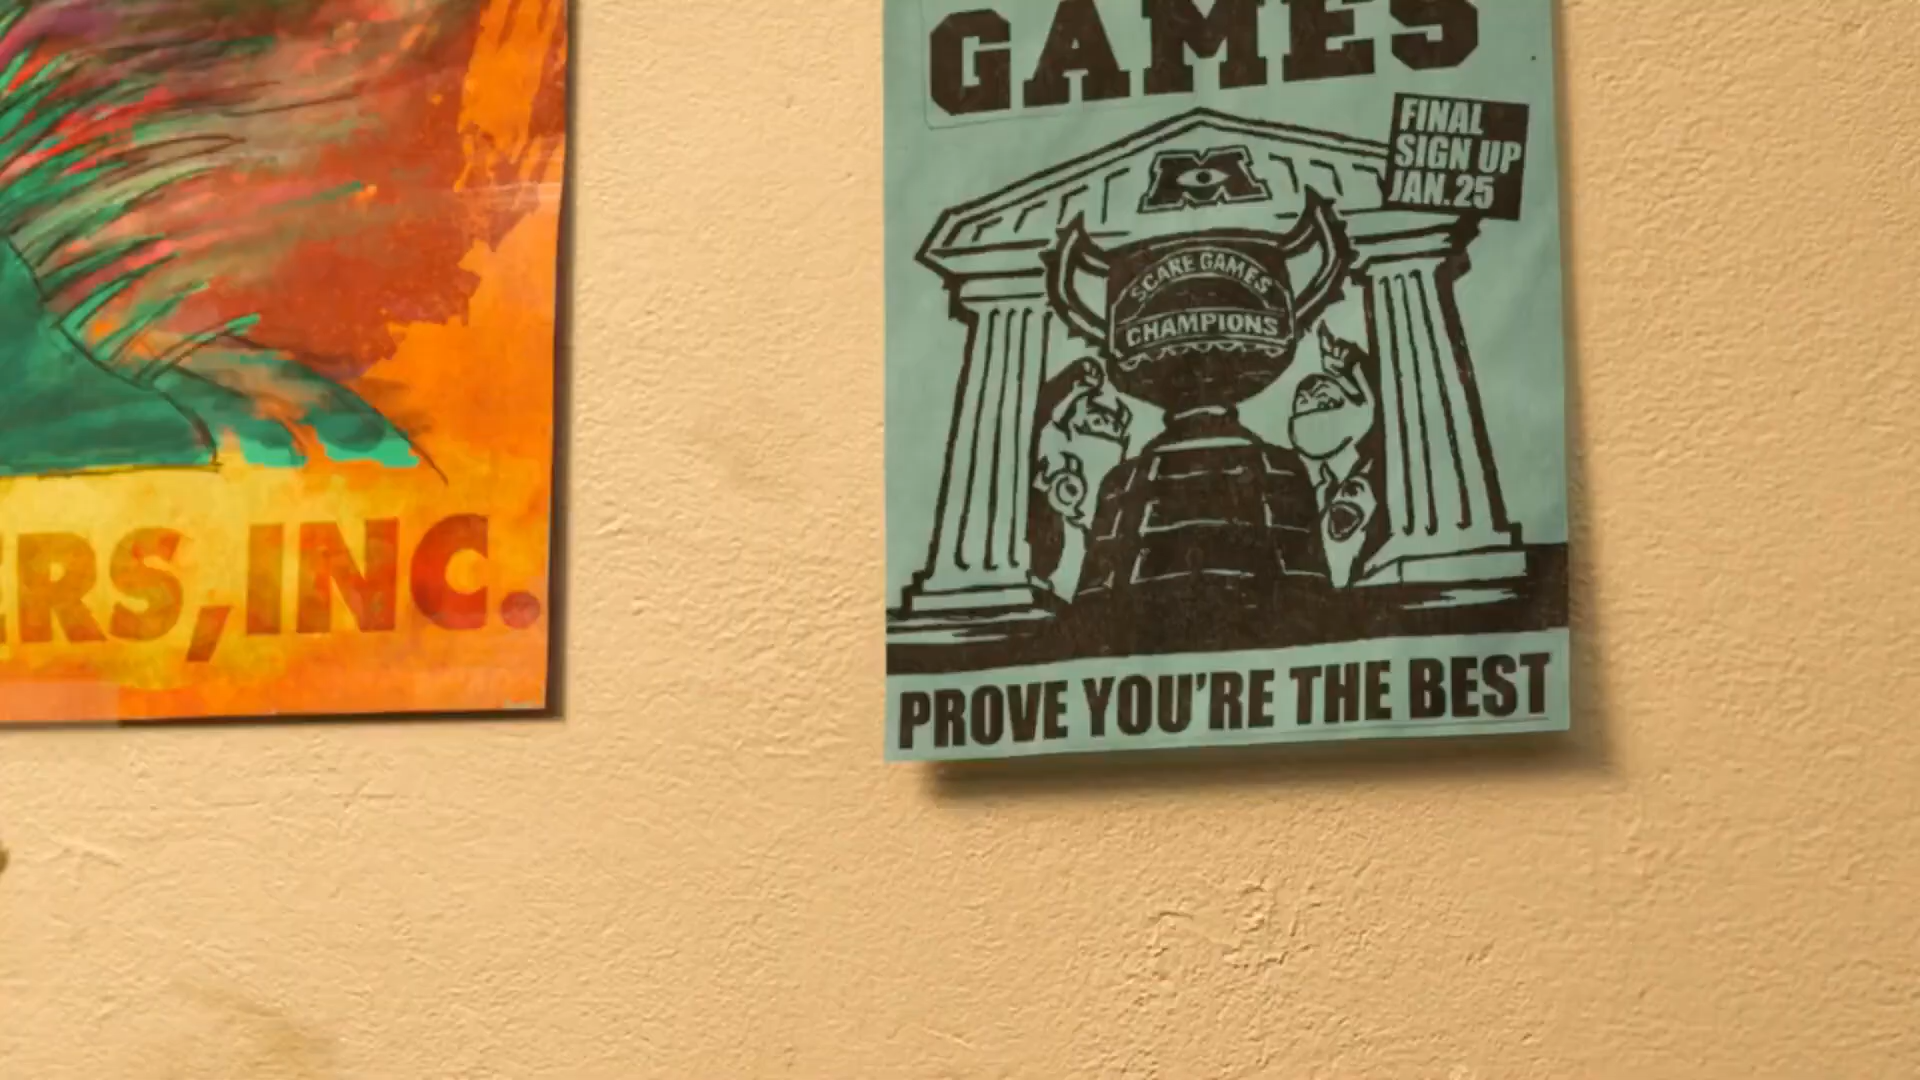 ERS, INC.
GAMES
FINAL
SIGN UP
JAN. 25
SCARE GAMES
CHAMPIONS
PROVE YOU'RE THE BEST